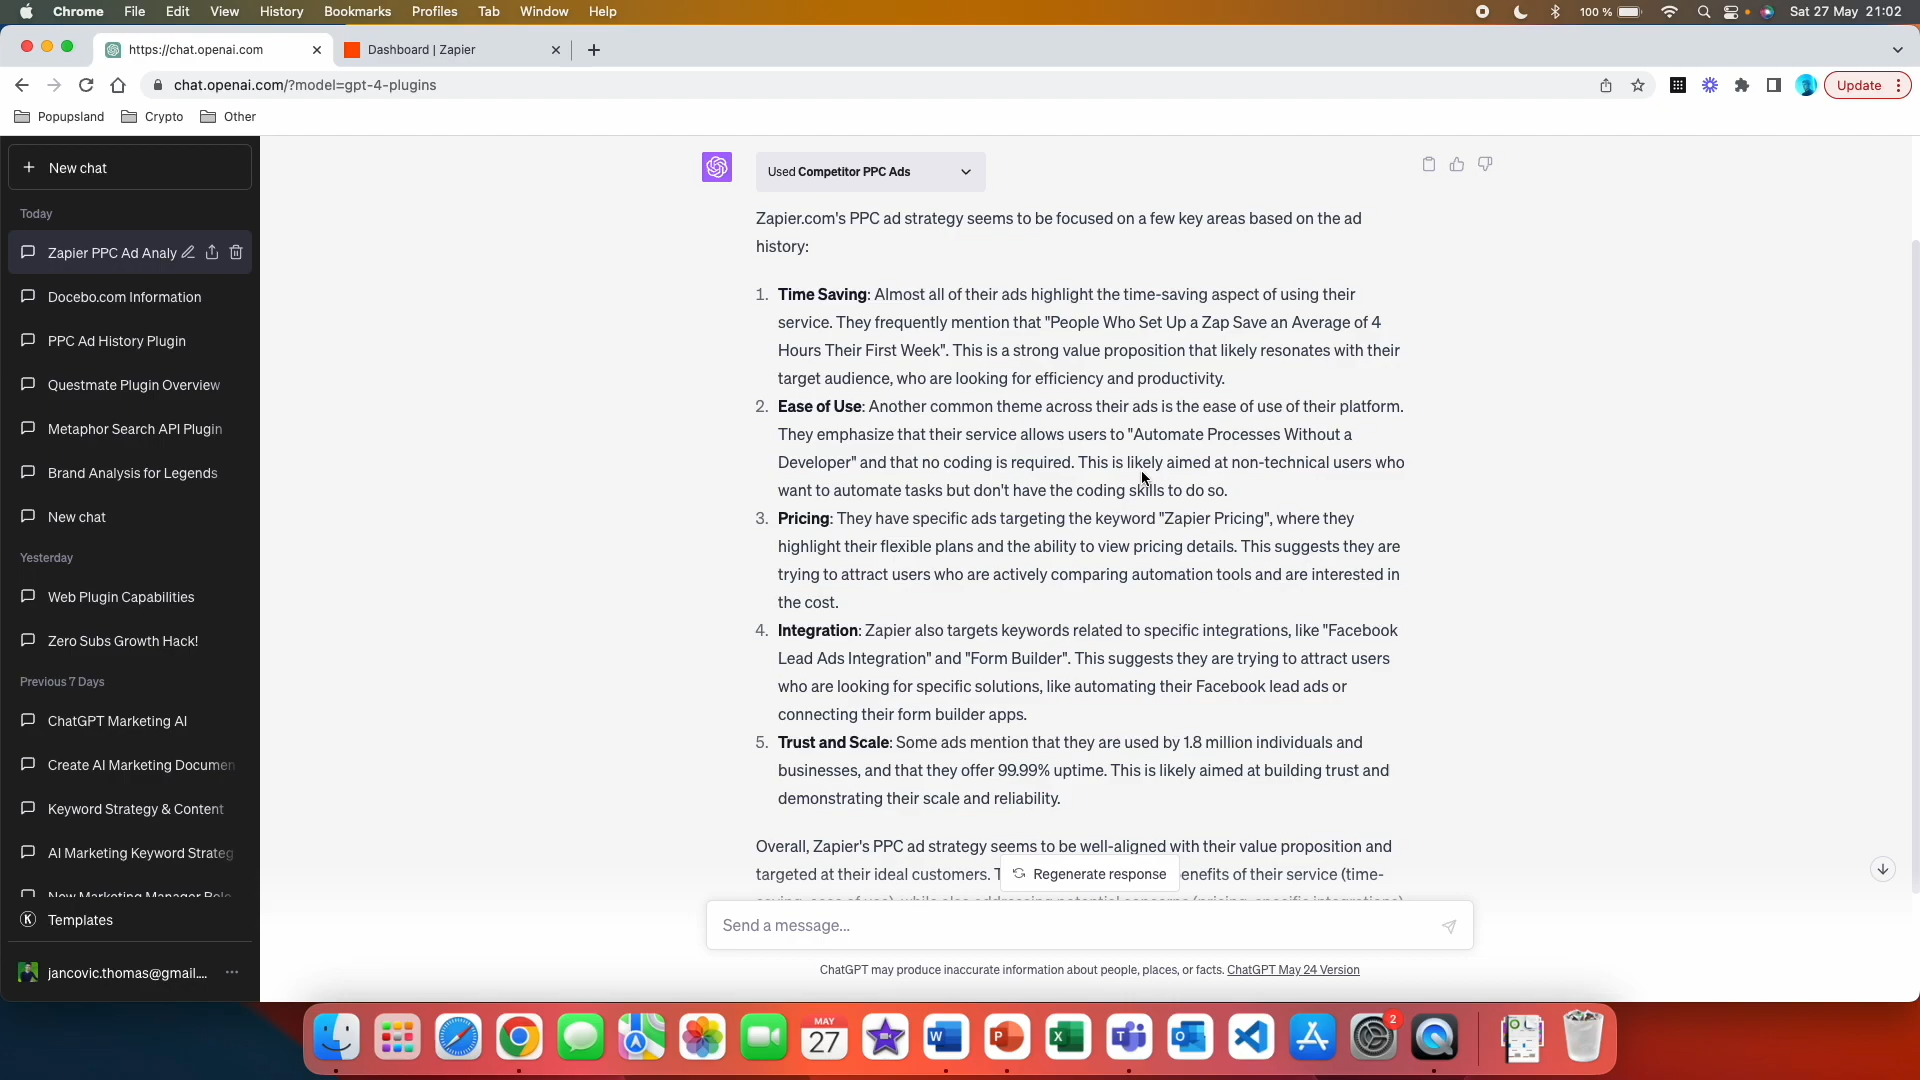 Chrome File Edit View History Bookmarks Profiles Tab Window Help 100 % Sat 27 May 21:02
https://chat.openai.com Dashboard | Zapier
chat.openai.com/?model=gpt-4-plugins Update
Popupsland Crypto Other
New chat
Today
Zapier PPC Ad Analy
Docebo.com Information
PPC Ad History Plugin
Questmate Plugin Overview
Metaphor Search API Plugin
Brand Analysis for Legends
New chat
Yesterday
Web Plugin Capabilities
Zero Subs Growth Hack!
Previous 7 Days
ChatGPT Marketing AI
Create AI Marketing Documen
Keyword Strategy & Content
AI Marketing Keyword Strateg
New Marketing Manager Role
Templates
jancovic.thomas@gmail....
Used Competitor PPC Ads
Zapier.com's PPC ad strategy seems to be focused on a few key areas based on the ad
history:
1. Time Saving: Almost all of their ads highlight the time-saving aspect of using their
service. They frequently mention that "People Who Set Up a Zap Save an Average of 4
Hours Their First Week". This is a strong value proposition that likely resonates with their
target audience, who are looking for efficiency and productivity.
2. Ease of Use: Another common theme across their ads is the ease of use of their platform.
They emphasize that their service allows users to "Automate Processes Without a
Developer" and that no coding is required. This is likely aimed at non-technical users who
want to automate tasks but don't have the coding skills to do so.
3. Pricing: They have specific ads targeting the keyword "Zapier Pricing", where they
highlight their flexible plans and the ability to view pricing details. This suggests they are
trying to attract users who are actively comparing automation tools and are interested in
the cost.
4. Integration: Zapier also targets keywords related to specific integrations, like "Facebook
Lead Ads Integration" and "Form Builder". This suggests they are trying to attract users
who are looking for specific solutions, like automating their Facebook lead ads or
connecting their form builder apps.
5. Trust and Scale: Some ads mention that they are used by 1.8 million individuals and
businesses, and that they offer 99.99% uptime. This is likely aimed at building trust and
demonstrating their scale and reliability.
Overall, Zapier's PPC ad strategy seems to be well-aligned with their value proposition and
targeted at their ideal customers. enefits of their service (time-
saving, ease of use), while also addressing potential concerns (pricing, specific integrations)
Regenerate response
Send a message...
ChatGPT may produce inaccurate information about people, places, or facts. ChatGPT May 24 Version
MAY
27
2